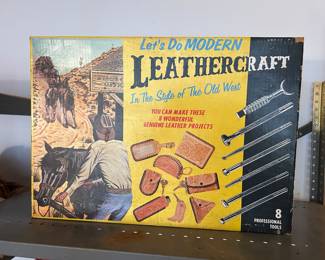 Let's Do MODERN
LEATHERCRAFT
In The Style of The Old West
YOU CAN MAKE THESE
8 WONDERFUL
GENUINE LEATHER PROJECTS
8
PROFESSIONAL
TOOLS